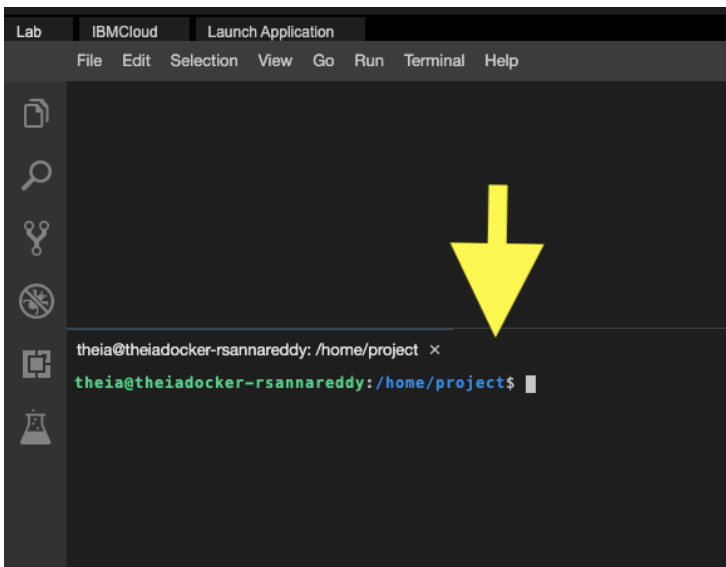 Lab IBMCloud Launch Application
File Edit Selection View Go Run Terminal Help
theia@theiadocker-rsannareddy: /home/project ×
theia@theiadocker-rsannareddy:/home/project$